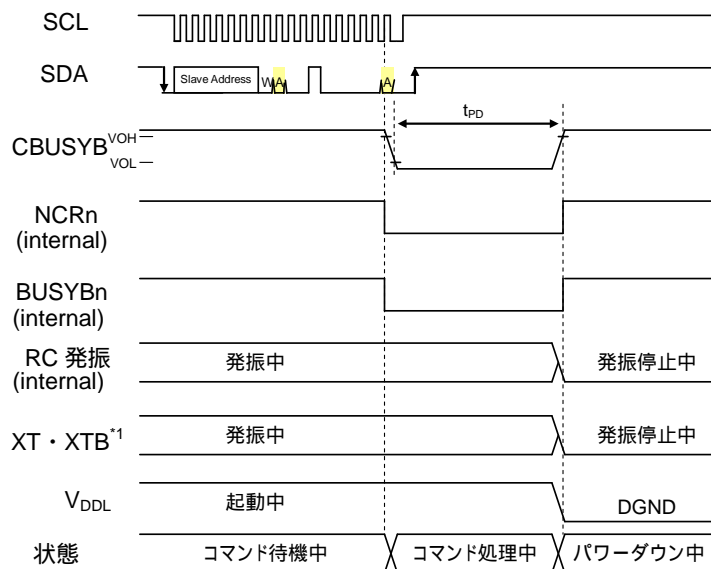 SCL
SDA
Slave Address W A A
tPD
CBUSYB VOH
VOL
NCRn
(internal)
BUSYBn
(internal)
RC 発振
(internal)
発振中 発振停止中
XT・XTB*1 発振中 発振停止中
VDDL 起動中 DGND
状態 コマンド待機中 コマンド処理中 パワーダウン中